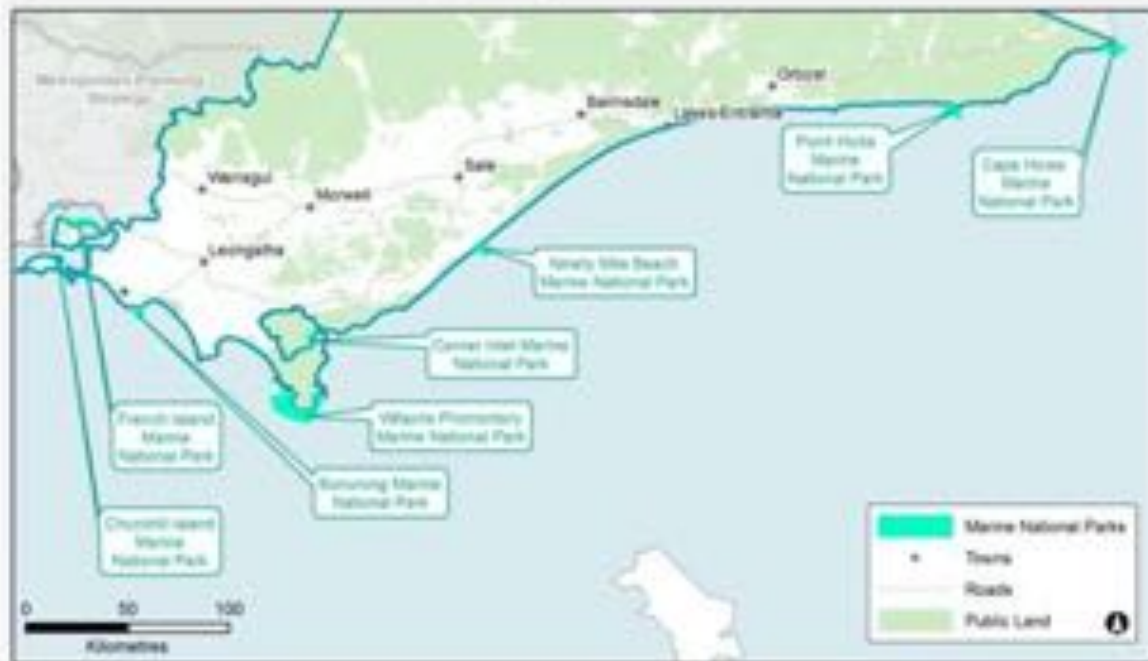 Orbost
Bairnsdale
Lakes Entrance
Point Hicks
Marine
National Park
Cape Howe
Marine
National Park
Sale
Warragul
Morwell
Leongatha
Ninety Mile Beach
Marine National Park
Corner Inlet Marine
National Park
Wilsons Promontory
Marine National Park
French Island
Marine
National Park
Bunurong Marine
National Park
Churchill Island
Marine
National Park
Marine National Parks
Towns
Roads
Public Land
0 50 100
Kilometres